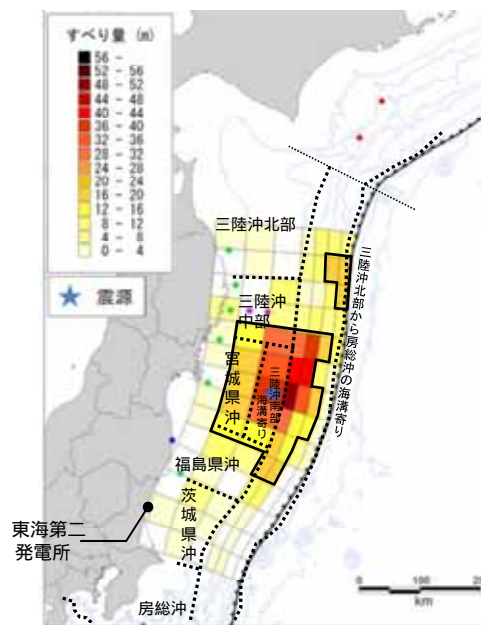 すべり量 (m)
56 -
52 - 56
48 - 52
44 - 48
40 - 44
36 - 40
32 - 36
28 - 32
24 - 28
20 - 24
16 - 20
12 - 16
8 - 12
4 - 8
0 - 4
★ 震源
三陸沖北部
三陸沖
中部
宮城県沖
三陸沖南部
海溝寄り
三陸沖北部から房総沖の海溝寄り
福島県沖
茨城県沖
東海第二
発電所
房総沖
0 100
km